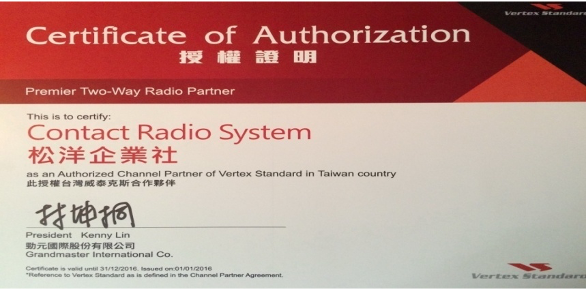 Vertex Standard
Certificate of Authorization
授權證明
Premier Two-Way Radio Partner
This is to certify:
Contact Radio System
松洋企業社
as an Authorized Channel Partner of Vertex Standard in Taiwan country
此授權台灣威泰克斯合作夥伴
林坤桐
President Kenny Lin
勁元國際股份有限公司
Grandmaster International Co.
Certificate is valid until 31/12/2016. Issued on 01/01/2016
*Reference to Vertex Standard as is defined in the Channel Partner Agreement.
Vertex Standard